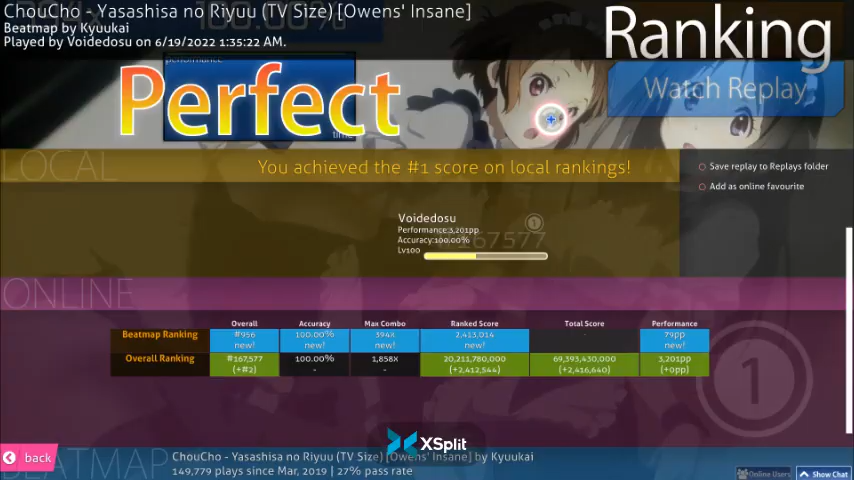 ChouCho - Yasashisa no Riyuu (TV Size) [Owens' Insane]
Beatmap by Kyuukai
Played by Voidedosu on 6/19/2022 1:35:22 AM.
Ranking
Perfect
Watch Replay
LOCAL
You achieved the #1 score on local rankings!
Save replay to Replays folder
Add as online favourite
Voidedosu
Performance:3,201pp
Accuracy:100.00%
Lv100
1
#167577
ONLINE
Overall Accuracy Max Combo Ranked Score Total Score Performance
Beatmap Ranking #956 100.00% 394x 2,413,014 - 79pp
new! new! new! new! new!
Overall Ranking #167,577 100.00% 1,858x 20,211,780,000 69,393,430,000 3,201pp
(+#2) - - (+2,412,544) (+2,416,640) (+0pp)
1
XSplit
back
BEATMAP
ChouCho - Yasashisa no Riyuu (TV Size) [Owens' Insane] by Kyuukai
149,779 plays since Mar, 2019 | 27% pass rate
Online Users
Show Chat